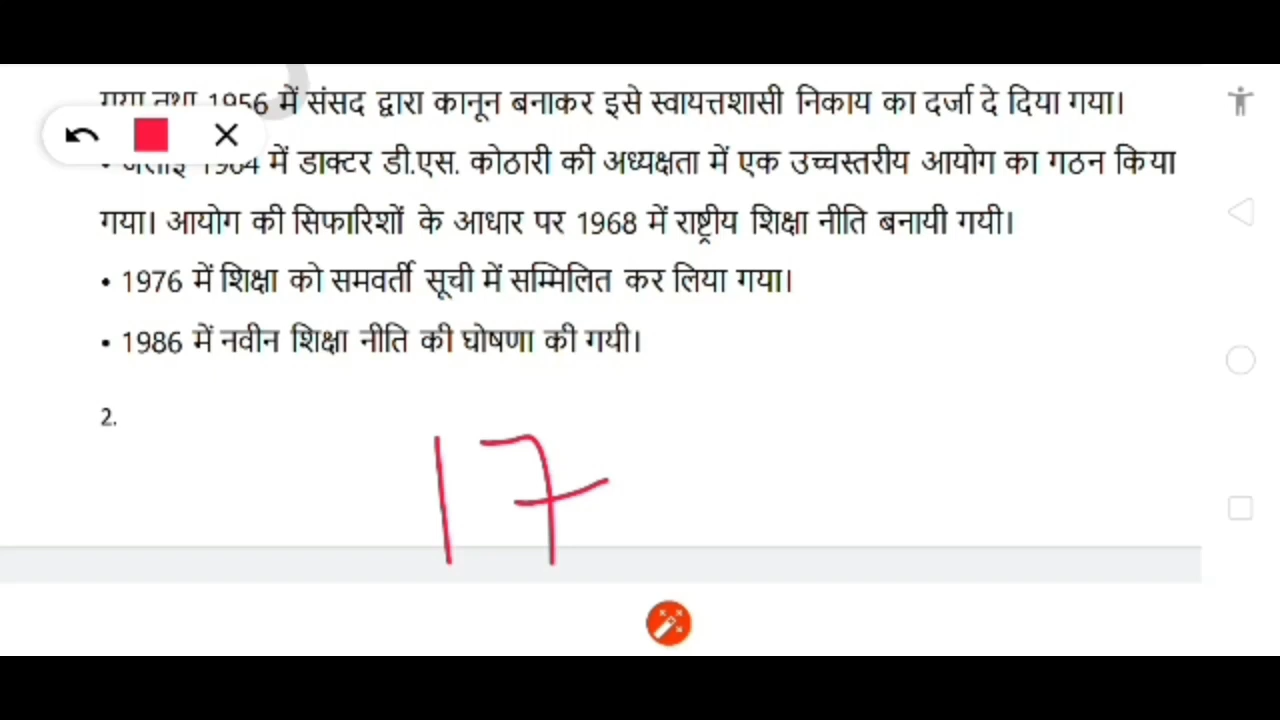 गया तथा 1956 में संसद द्वारा कानून बनाकर इसे स्वायत्तशासी निकाय का दर्जा दे दिया गया।
में डाक्टर डी.एस. कोठारी की अध्यक्षता में एक उच्चस्तरीय आयोग का गठन किया
गया। आयोग की सिफारिशों के आधार पर 1968 में राष्ट्रीय शिक्षा नीति बनायी गयी।
• 1976 में शिक्षा को समवर्ती सूची में सम्मिलित कर लिया गया।
• 1986 में नवीन शिक्षा नीति की घोषणा की गयी।
2.
17